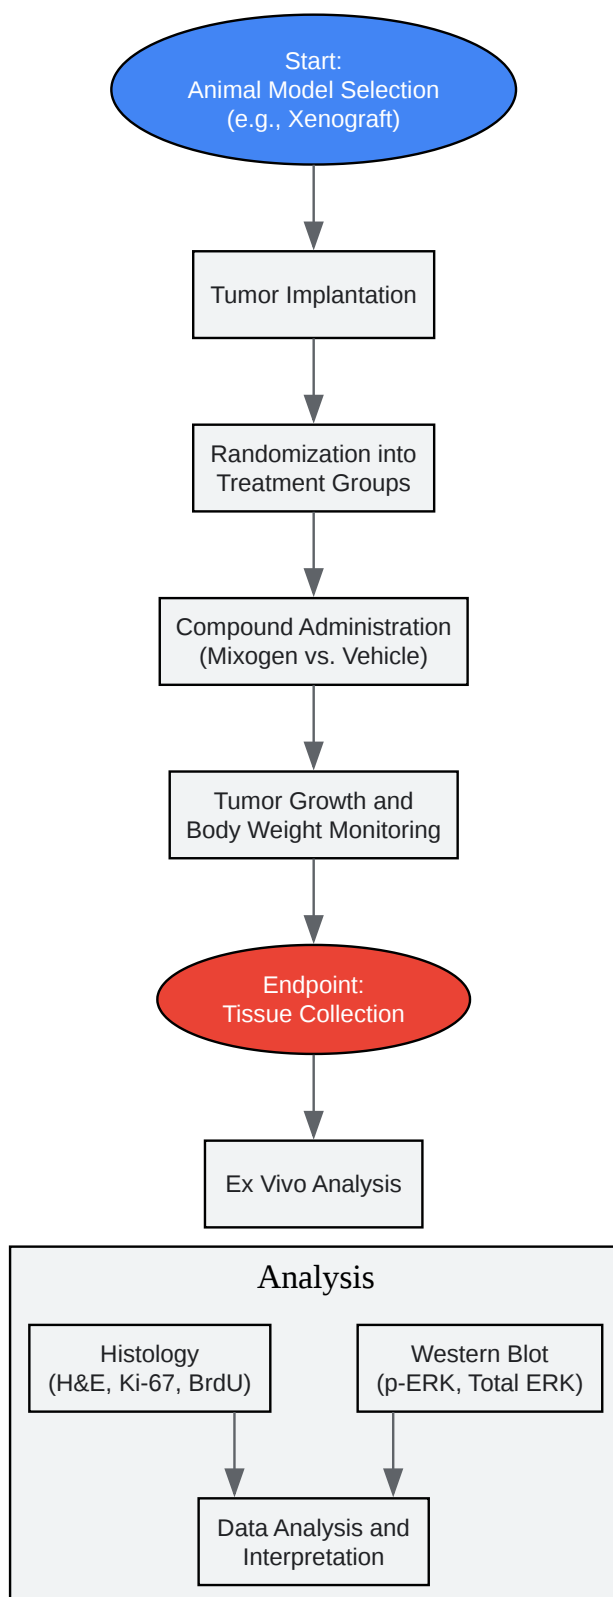 Start:
Animal Model Selection
(e.g., Xenograft)
Tumor Implantation
Randomization into
Treatment Groups
Compound Administration
(Mixogen vs. Vehicle)
Tumor Growth and
Body Weight Monitoring
Endpoint:
Tissue Collection
Ex Vivo Analysis
Analysis
Histology
(H&E, Ki-67, BrdU)
Western Blot
(p-ERK, Total ERK)
Data Analysis and
Interpretation